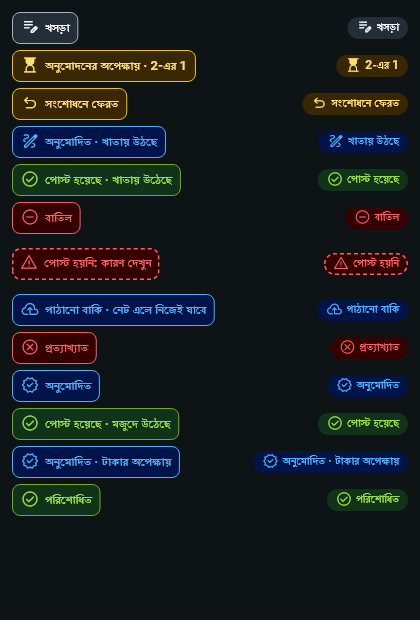 খসড়া খসড়া
অনুমোদনের অপেক্ষায় · 2-এর 1 2-এর 1
সংশোধনে ফেরত সংশোধনে ফেরত
অনুমোদিত · খাতায় উঠছে খাতায় উঠছে
পোস্ট হয়েছে · খাতায় উঠেছে পোস্ট হয়েছে
বাতিল বাতিল
পোস্ট হয়নি: কারণ দেখুন পোস্ট হয়নি
পাঠানো বাকি · নেট এলে নিজেই যাবে পাঠানো বাকি
প্রত্যাখ্যাত প্রত্যাখ্যাত
অনুমোদিত অনুমোদিত
পোস্ট হয়েছে · মজুদে উঠেছে পোস্ট হয়েছে
অনুমোদিত · টাকার অপেক্ষায় অনুমোদিত · টাকার অপেক্ষায়
পরিশোধিত পরিশোধিত